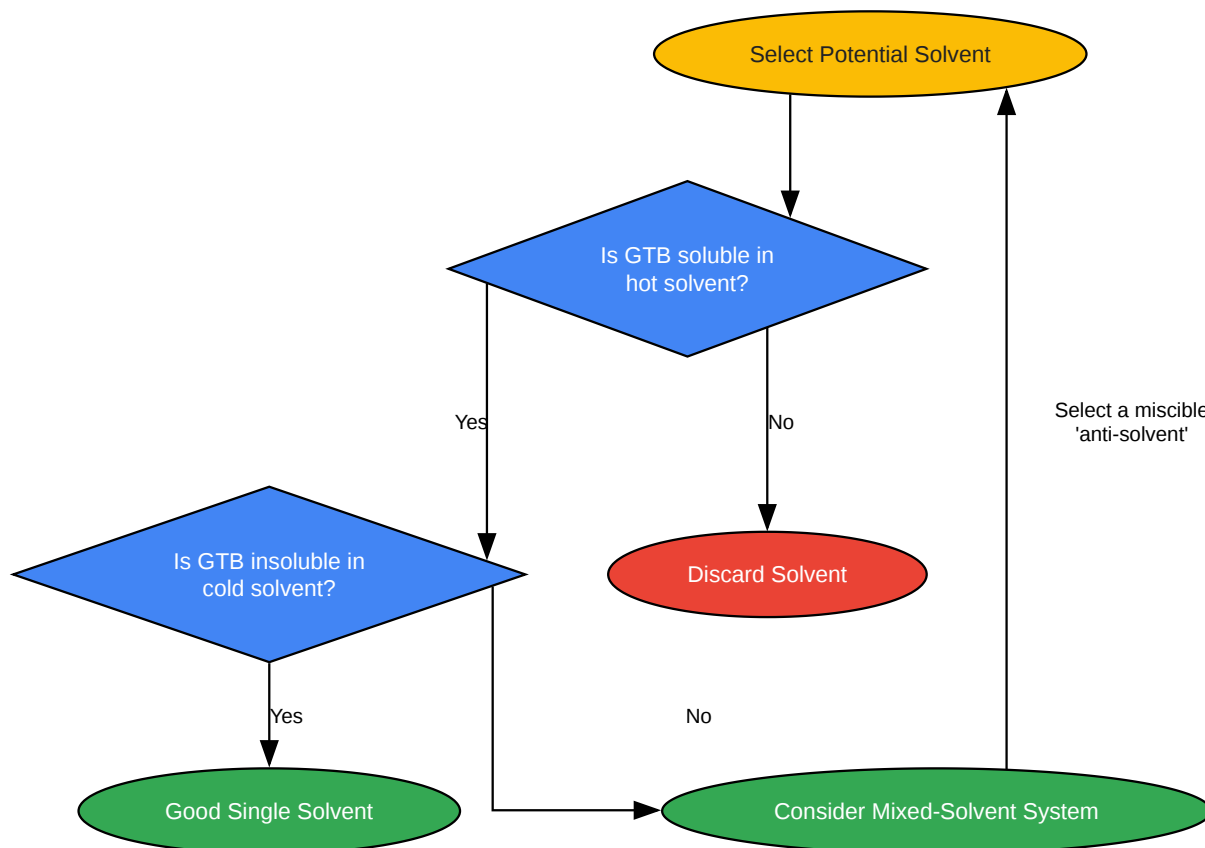 Select Potential Solvent
Is GTB soluble in
hot solvent?
Yes
No
Select a miscible
'anti-solvent'
Is GTB insoluble in
cold solvent?
Discard Solvent
Yes
No
Good Single Solvent
Consider Mixed-Solvent System